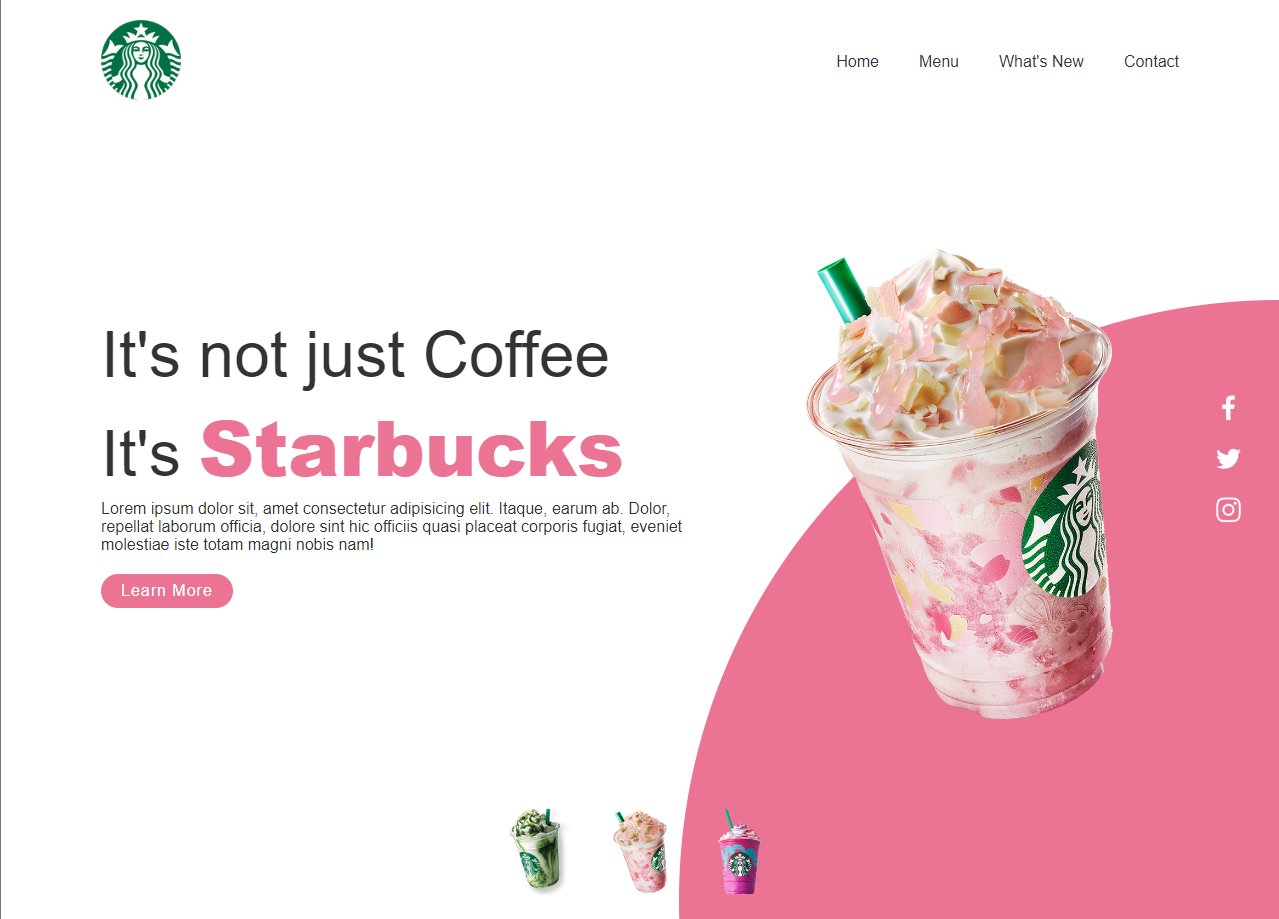 Home Menu What's New Contact
It's not just Coffee
It's Starbucks
Lorem ipsum dolor sit, amet consectetur adipisicing elit. Itaque, earum ab. Dolor,
repellat laborum officia, dolore sint hic officiis quasi placeat corporis fugiat, eveniet
molestiae iste totam magni nobis nam!
Learn More